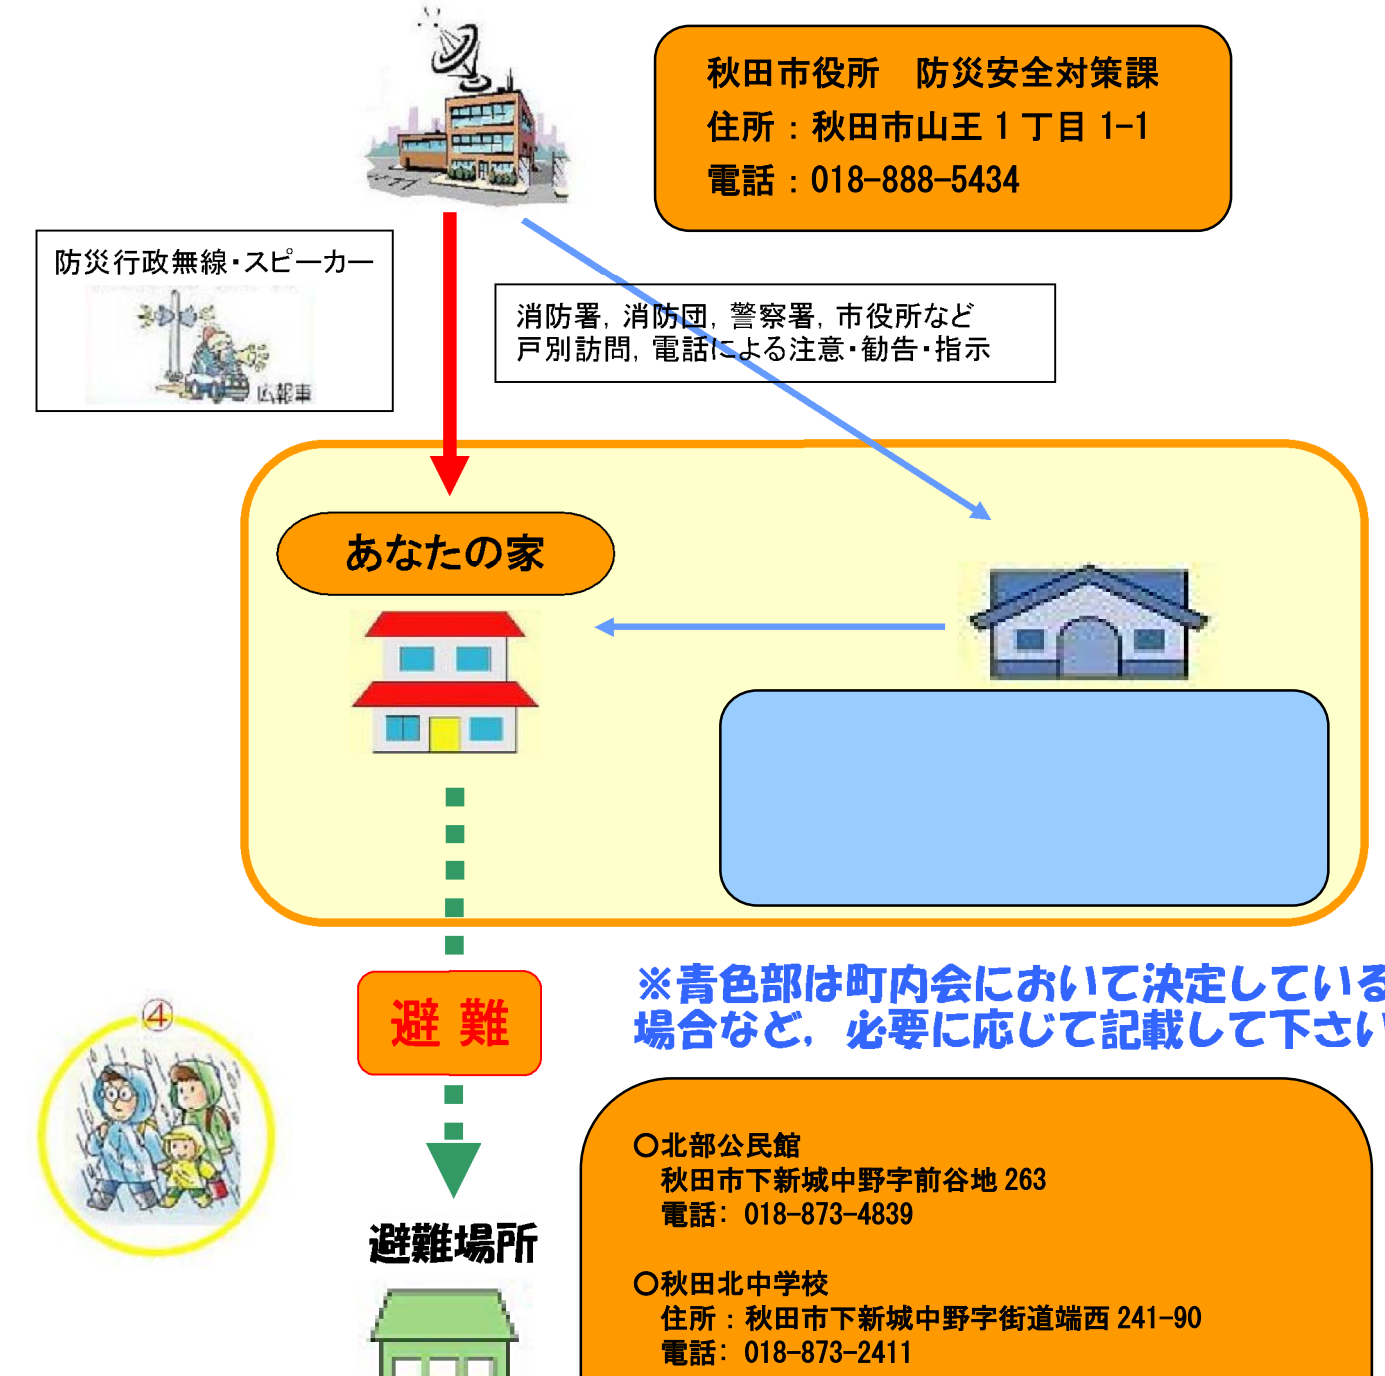 秋田市役所　防災安全対策課
住所：秋田市山王1丁目1-1
電話：018-888-5434
防災行政無線・スピーカー
広報車
消防署，消防団，警察署，市役所など
戸別訪問，電話による注意・勧告・指示
あなたの家
※青色部は町内会において決定している
場合など，必要に応じて記載して下さい
避難
④
〇北部公民館
秋田市下新城中野字前谷地263
電話：018-873-4839
避難場所
〇秋田北中学校
住所：秋田市下新城中野字街道端西241-90
電話：018-873-2411